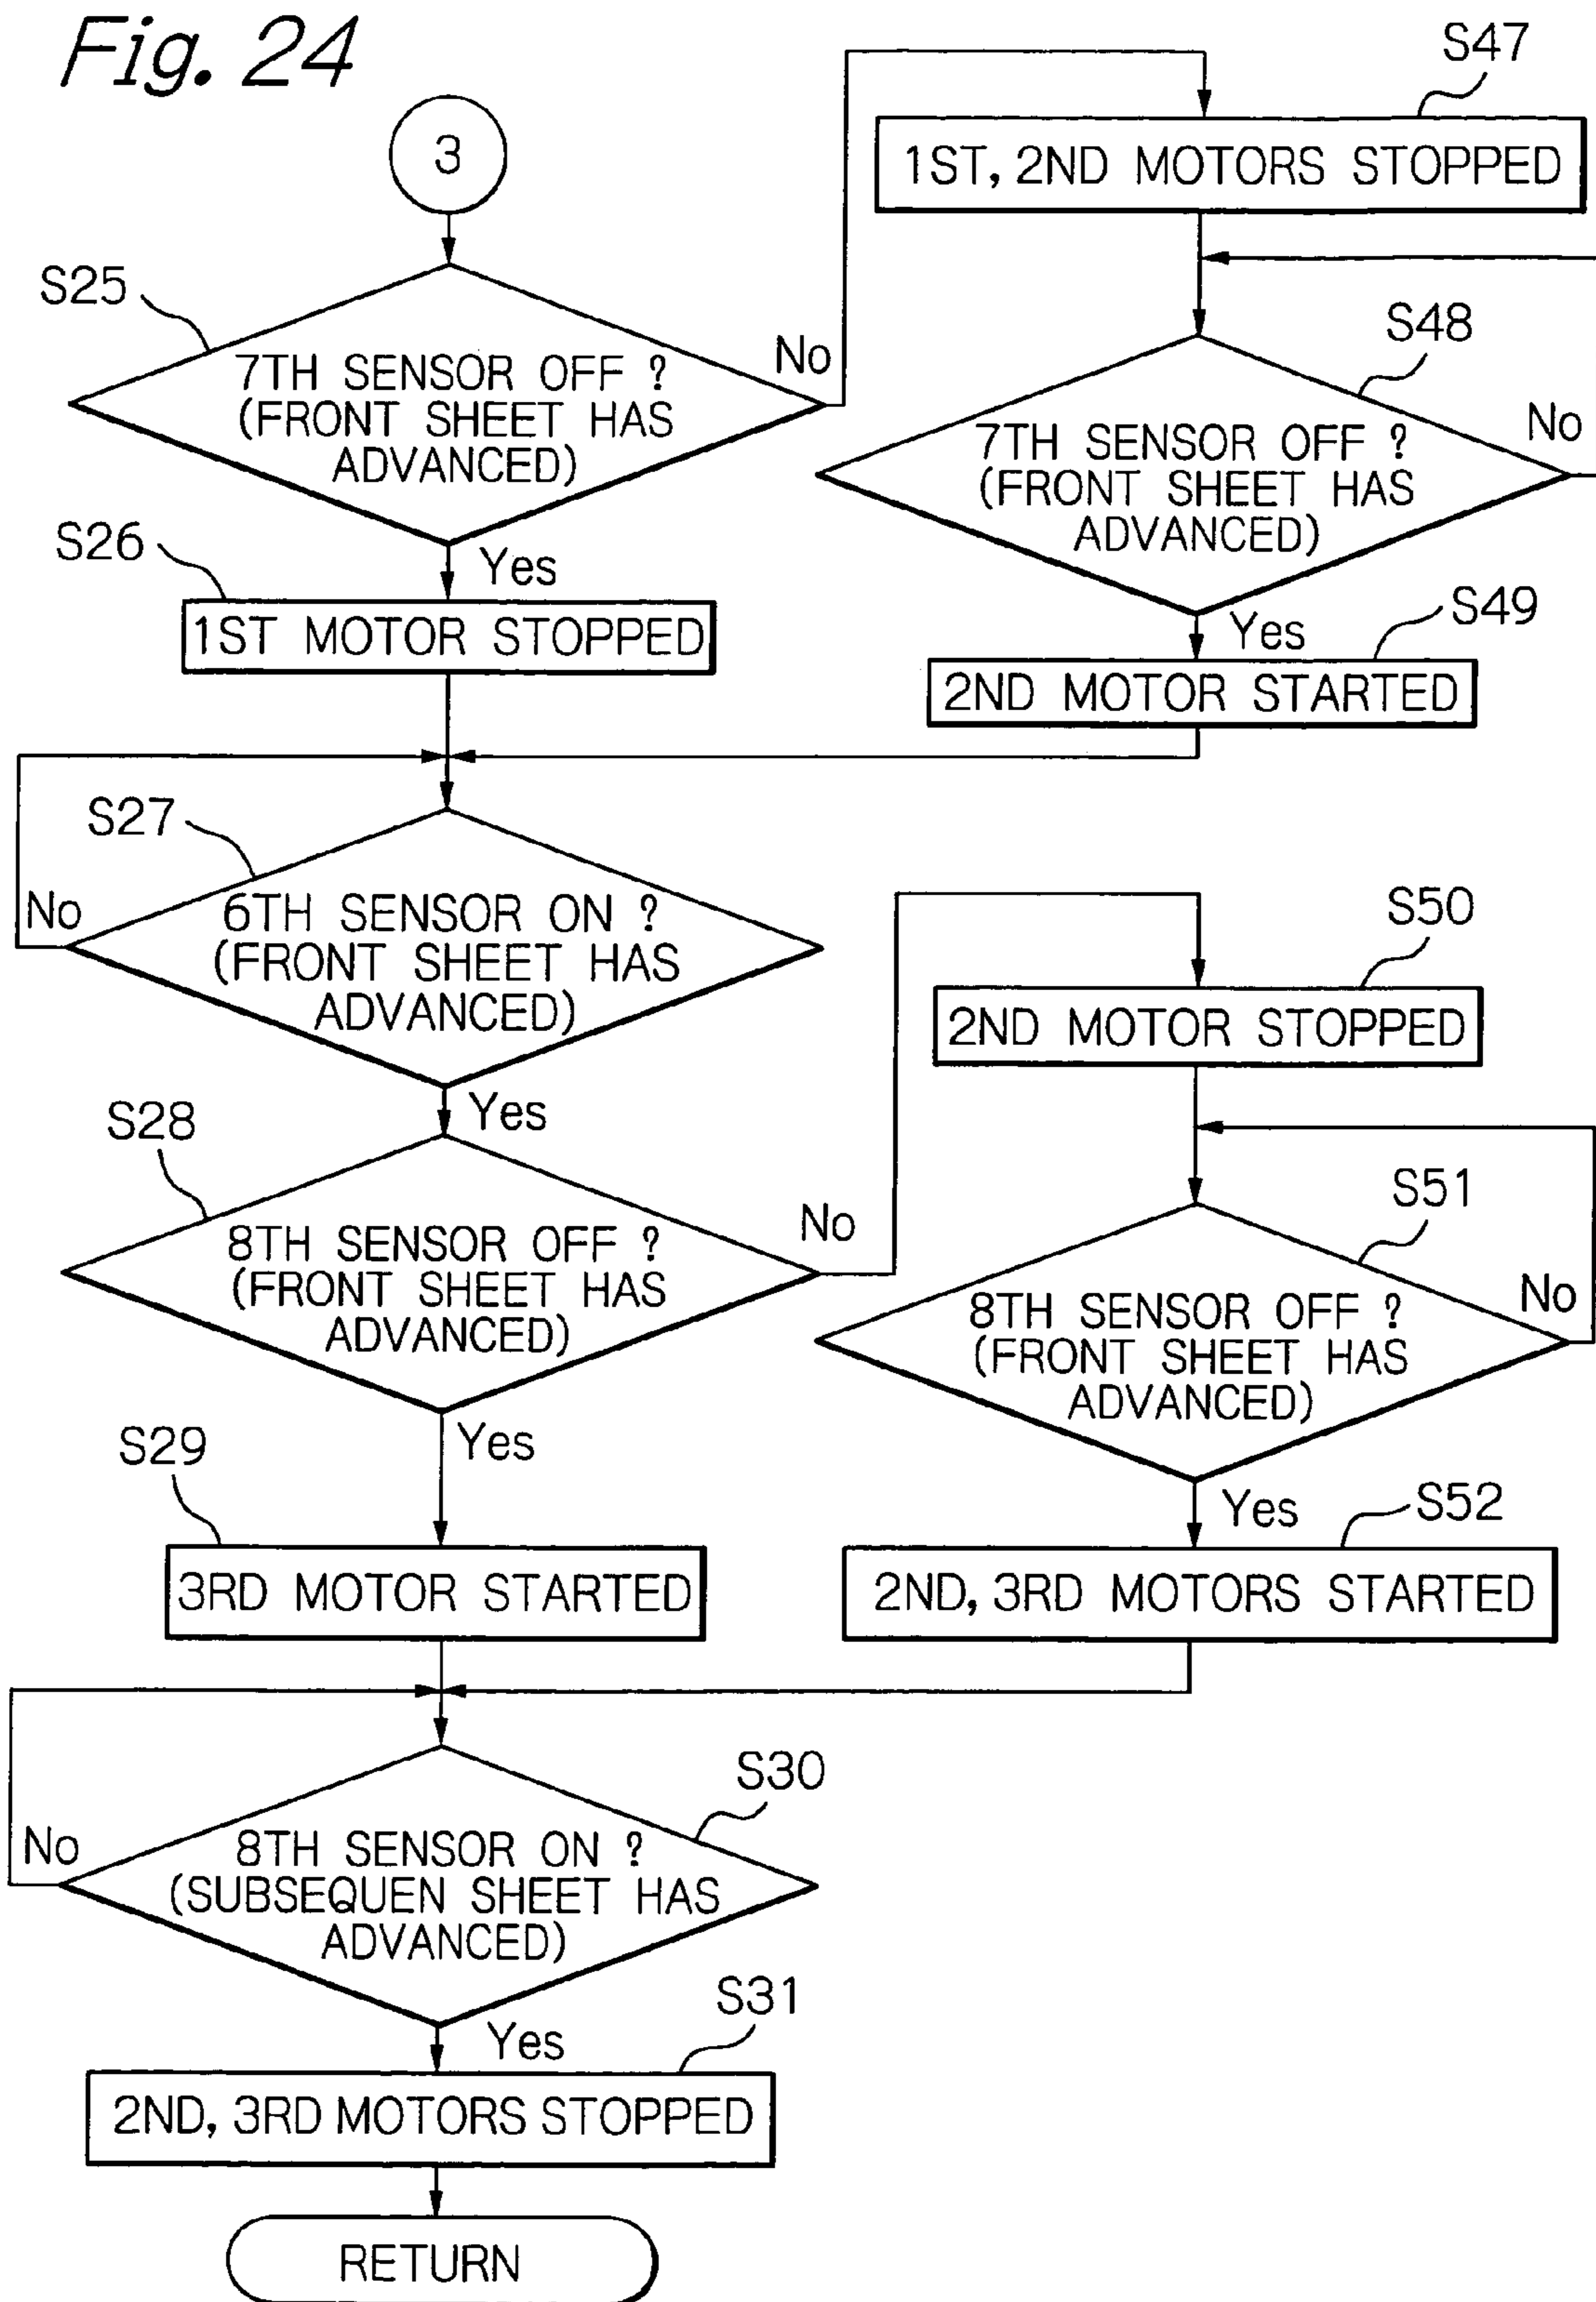 Fig. 24
3
S25
7TH SENSOR OFF ?
(FRONT SHEET HAS
ADVANCED)
No
Yes
S26
1ST MOTOR STOPPED
S47
1ST, 2ND MOTORS STOPPED
S48
7TH SENSOR OFF ?
(FRONT SHEET HAS
ADVANCED)
No
Yes
S49
2ND MOTOR STARTED
S27
6TH SENSOR ON ?
(FRONT SHEET HAS
ADVANCED)
No
Yes
S28
8TH SENSOR OFF ?
(FRONT SHEET HAS
ADVANCED)
No
Yes
S50
2ND MOTOR STOPPED
S51
8TH SENSOR OFF ?
(FRONT SHEET HAS
ADVANCED)
No
Yes
S29
3RD MOTOR STARTED
S52
2ND, 3RD MOTORS STARTED
S30
8TH SENSOR ON ?
(SUBSEQUEN SHEET HAS
ADVANCED)
No
Yes
S31
2ND, 3RD MOTORS STOPPED
RETURN